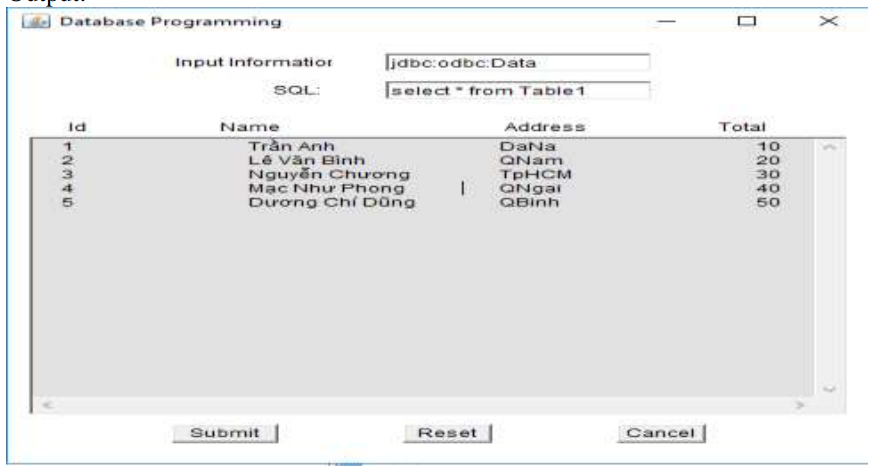 Output:
Database Programming
Input Information
jdbc:odbc:Data
SQL:
select * from Table1
Id Name Address Total
1 Trần Anh DaNa 10
2 Lê Văn Bình QNam 20
3 Nguyễn Chương TpHCM 30
4 Mạc Như Phong QNgai 40
5 Dương Chí Dũng QBinh 50
Submit Reset Cancel